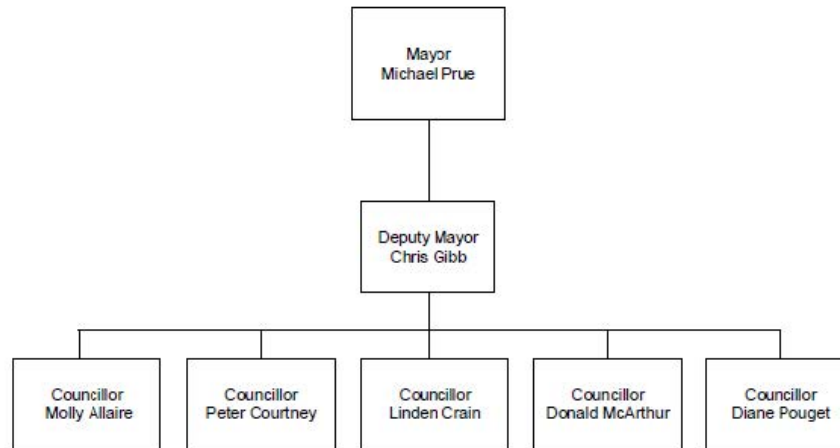 Mayor
Michael Prue
Deputy Mayor
Chris Gibb
Councillor
Molly Allaire
Councillor
Peter Courtney
Councillor
Linden Crain
Councillor
Donald McArthur
Councillor
Diane Pouget